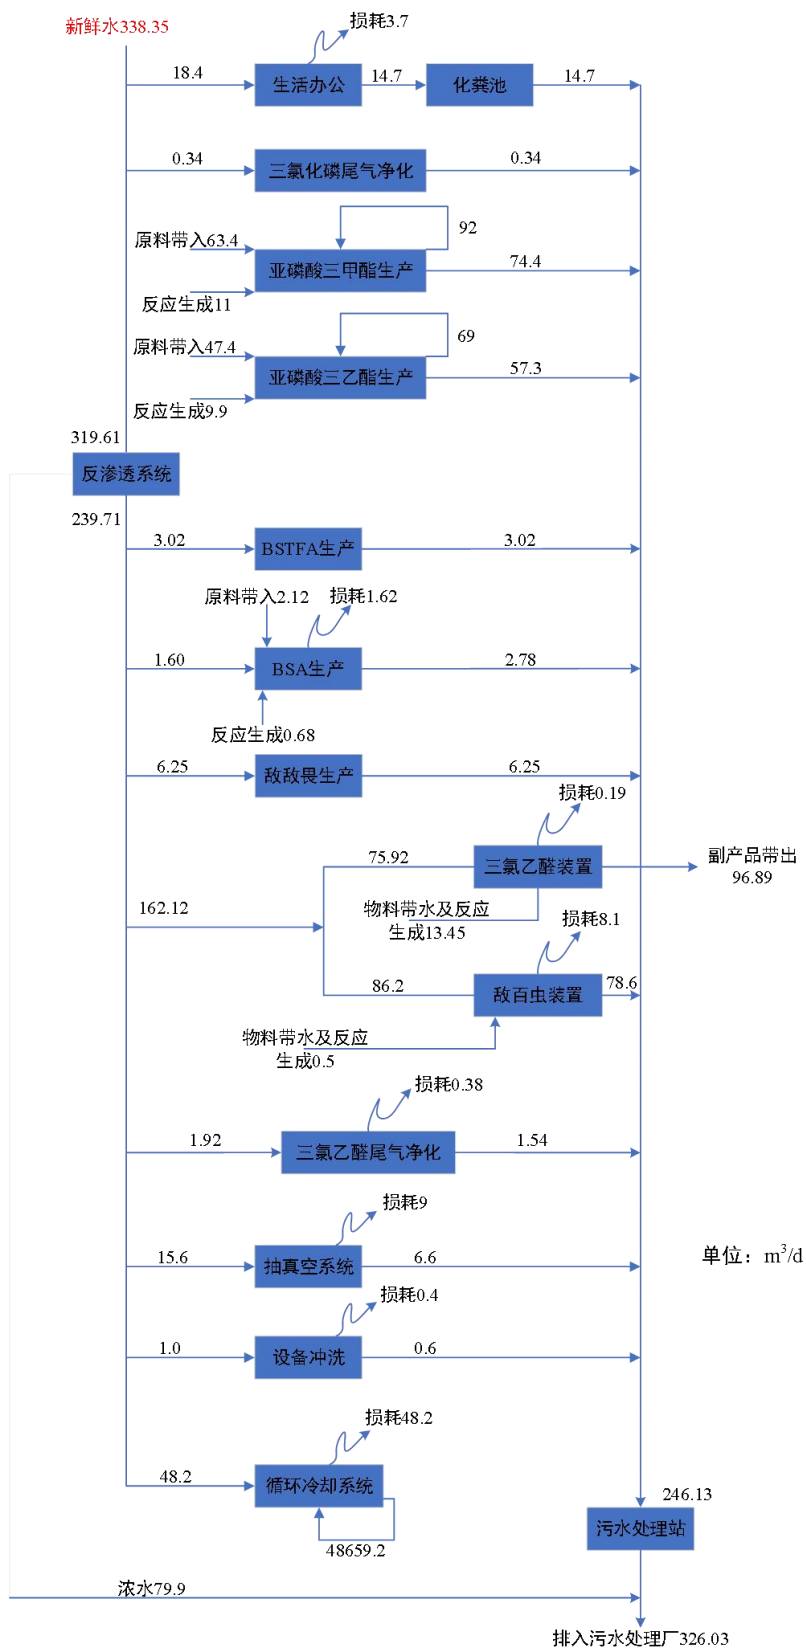 新鲜水338.35
损耗3.7
18.4
生活办公
14.7
化粪池
14.7
0.34
三氯化磷尾气净化
0.34
原料带入63.4
92
亚磷酸三甲酯生产
74.4
反应生成11
原料带入47.4
69
亚磷酸三乙酯生产
57.3
反应生成9.9
319.61
反渗透系统
239.71
3.02
BSTFA生产
3.02
原料带入2.12
损耗1.62
1.60
BSA生产
2.78
反应生成0.68
6.25
敌敌畏生产
6.25
损耗0.19
75.92
三氯乙醛装置
副产品带出
96.89
162.12
物料带水及反应
生成13.45
损耗8.1
86.2
敌百虫装置
78.6
物料带水及反应
生成0.5
损耗0.38
1.92
三氯乙醛尾气净化
1.54
损耗9
15.6
抽真空系统
6.6
单位：m³/d
损耗0.4
1.0
设备冲洗
0.6
损耗48.2
48.2
循环冷却系统
48659.2
246.13
污水处理站
浓水79.9
排入污水处理厂326.03